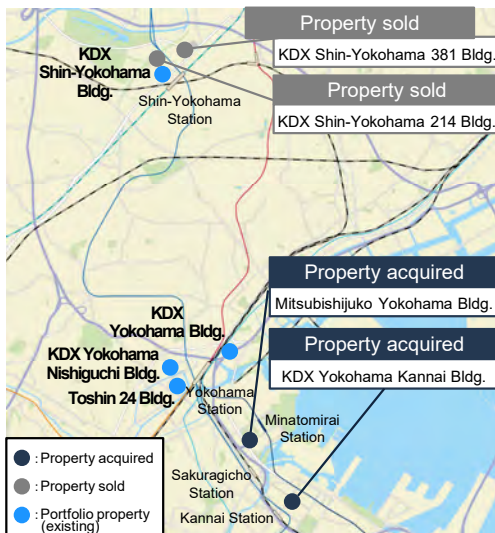 Property sold
KDX Shin-Yokohama 381 Bldg.
KDX
Shin-Yokohama
Bldg.
Shin-Yokohama
Station
Property sold
KDX Shin-Yokohama 214 Bldg.
Property acquired
Mitsubishijuko Yokohama Bldg.
Property acquired
KDX Yokohama Kannai Bldg.
KDX
Yokohama Bldg.
KDX Yokohama
Nishiguchi Bldg.
Toshin 24 Bldg.
Yokohama
Station
Minatomirai
Station
Sakuragicho
Station
Kannai Station
: Property acquired
: Property sold
: Portfolio property
(existing)